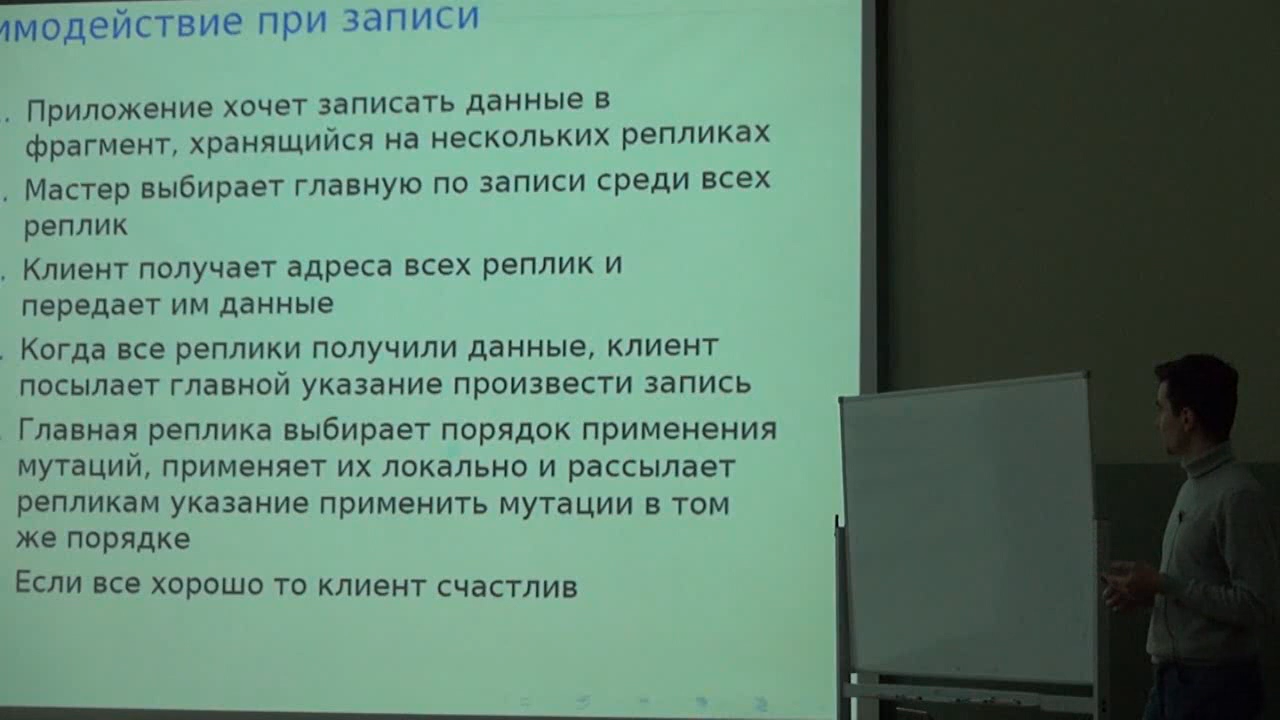 имодействие при записи
Приложение хочет записать данные в
фрагмент, хранящийся на нескольких репликах
Мастер выбирает главную по записи среди всех
реплик
Клиент получает адреса всех реплик и
передает им данные
Когда все реплики получили данные, клиент
посылает главной указание произвести запись
Главная реплика выбирает порядок применения
мутаций, применяет их локально и рассылает
репликам указание применить мутации в том
же порядке
Если все хорошо то клиент счастлив